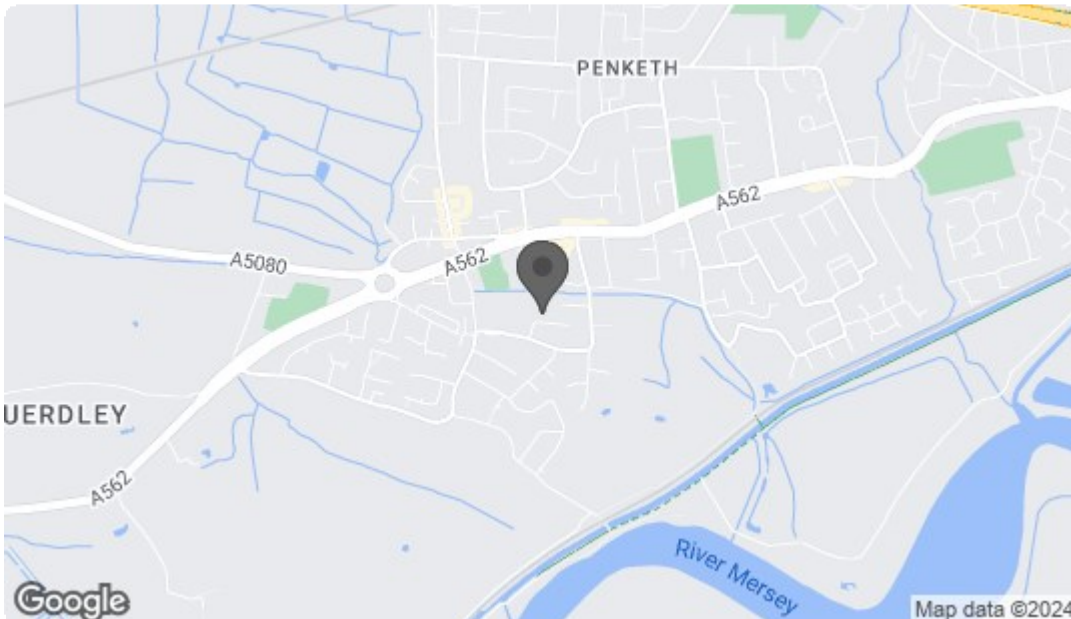 PENKETH
A562
A5080
A562
UERDLEY
A562
River Mersey
Google
Map data ©2024